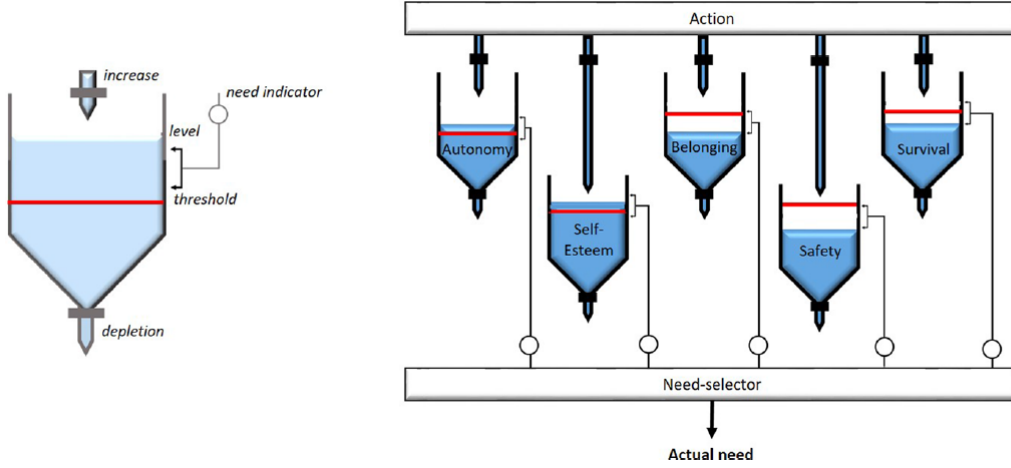 increase
need indicator
level
threshold
depletion
Action
Autonomy
Belonging
Survival
Self-
Esteem
Safety
Need-selector
Actual need